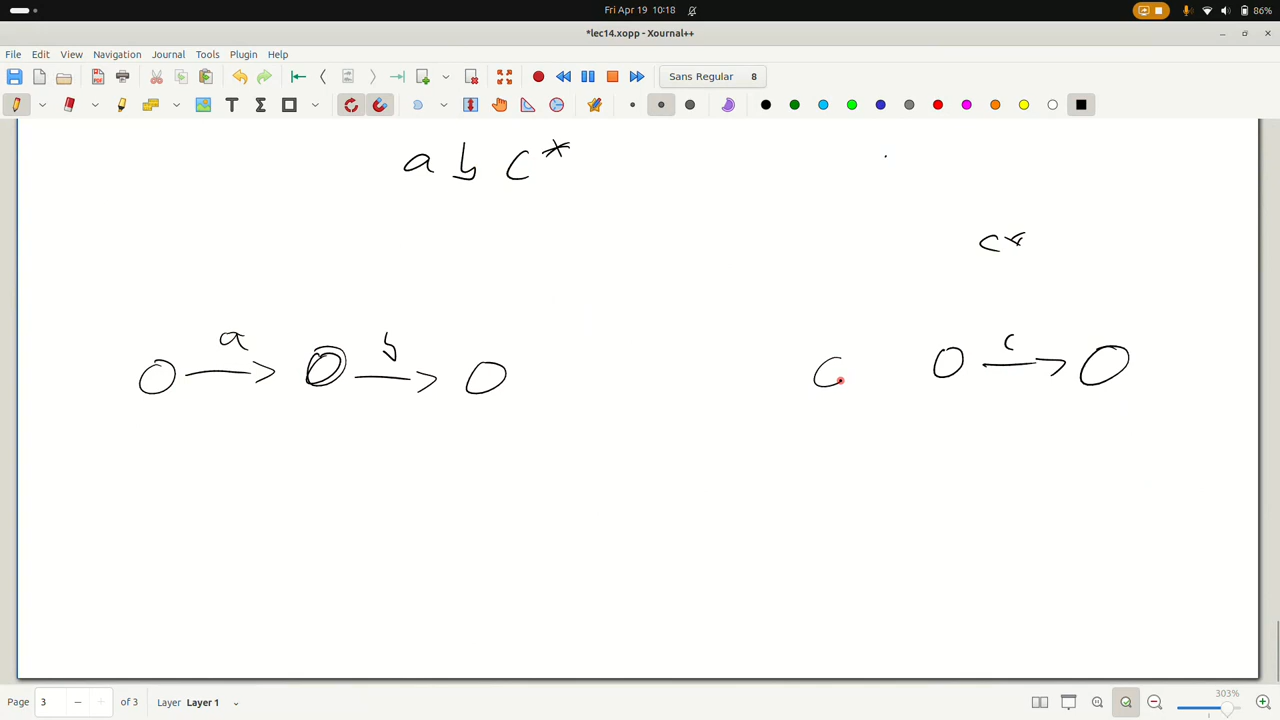 Fri Apr 19 10:18
86%
*lec14.xopp - Xournal++
File Edit View Navigation Journal Tools Plugin Help
Sans Regular 8
a b c*
c*
a b c
Page 3 of 3 Layer Layer 1 303%